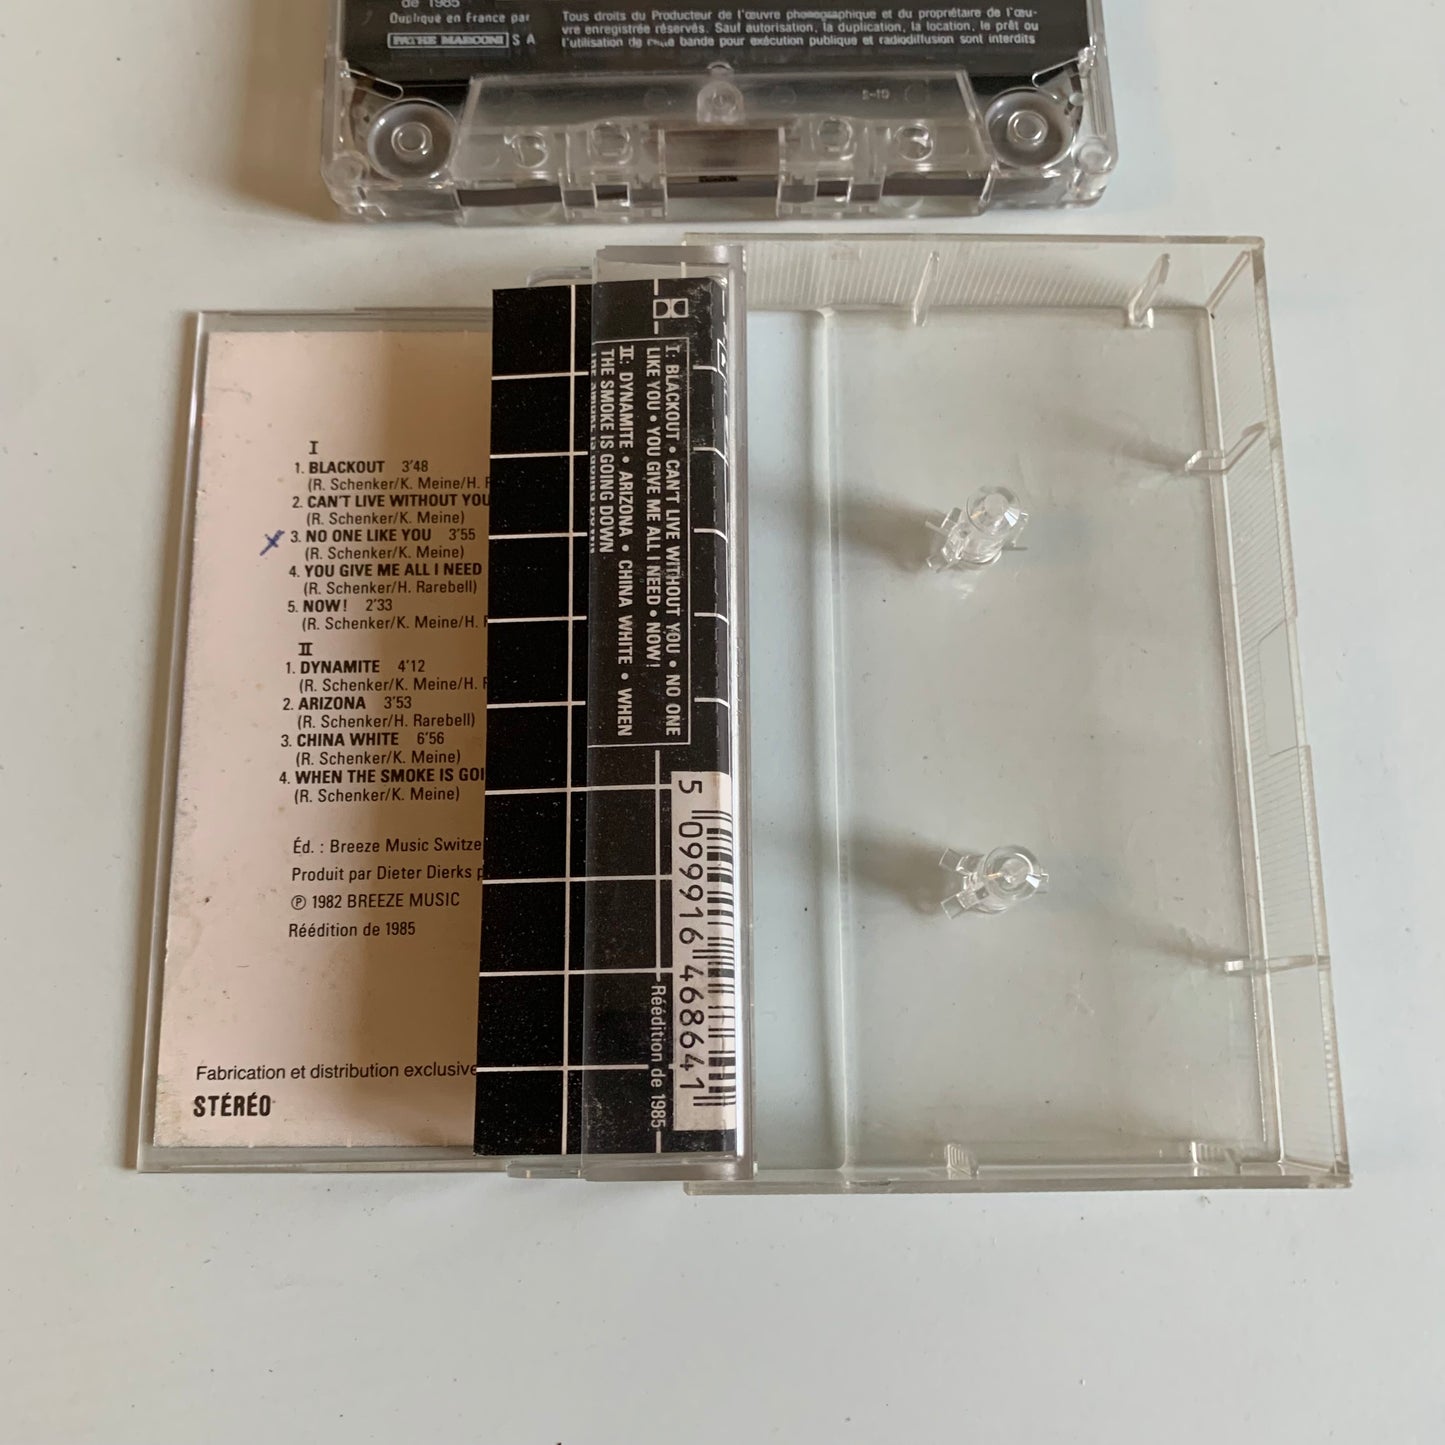 de 1985
Dupliqué en France par
PATHE MARCONI S A
Tous droits du Producteur de l'œuvre phonographique et du propriétaire de l'œu-
vre enregistrée réservés. Sauf autorisation, la duplication, la location, le prêt ou
l'utilisation de cette bande pour exécution publique et radiodiffusion sont interdits
I
1. BLACKOUT 3'48
(R. Schenker/K. Meine/H. R
2. CAN'T LIVE WITHOUT YOU
(R. Schenker/K. Meine)
3. NO ONE LIKE YOU 3'55
(R. Schenker/K. Meine)
4. YOU GIVE ME ALL I NEED
(R. Schenker/H. Rarebell)
5. NOW! 2'33
(R. Schenker/K. Meine/H. R
II
1. DYNAMITE 4'12
(R. Schenker/K. Meine/H. R
2. ARIZONA 3'53
(R. Schenker/H. Rarebell)
3. CHINA WHITE 6'56
(R. Schenker/K. Meine)
4. WHEN THE SMOKE IS GOI
(R. Schenker/K. Meine)
Éd. : Breeze Music Switze
Produit par Dieter Dierks p
℗ 1982 BREEZE MUSIC
Réédition de 1985
Fabrication et distribution exclusive
STÉRÉO
I: BLACKOUT • CAN'T LIVE WITHOUT YOU • NO ONE
LIKE YOU • YOU GIVE ME ALL I NEED • NOW!
II: DYNAMITE • ARIZONA • CHINA WHITE • WHEN
THE SMOKE IS GOING DOWN
5 099916 468641
Réédition de 1985